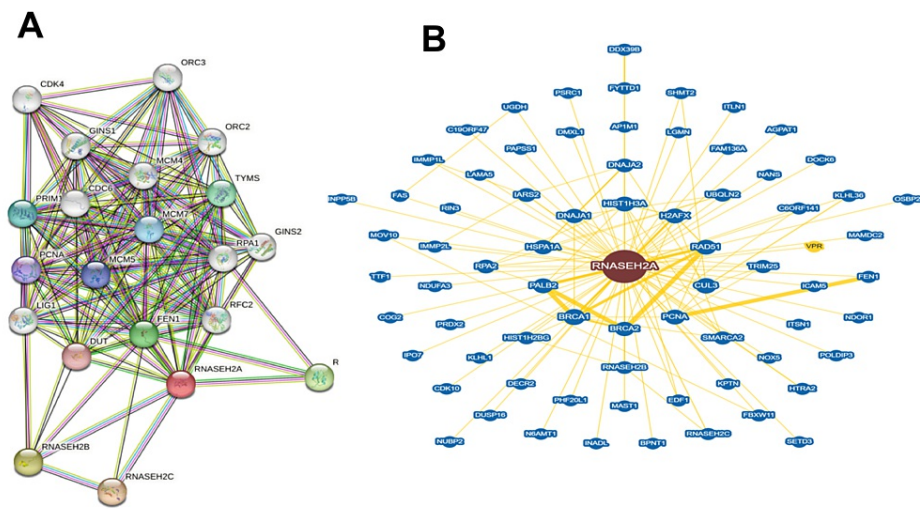 A
B
ORC3
CDK4
GINS1
ORC2
MCM4
TYMS
CDC6
PRIM1
MCM7
GINS2
RPA1
PCNA
MCM5
LIG1
RFC2
FEN1
DUT
R
RNASEH2A
RNASEH2B
RNASEH2C
DDX39B
FYTTD1
PSRC1
SHMT2
UGDH
ITLN1
C19ORF47
DMXL1
AP1M1
LGMN
AGPAT1
PAPSS1
FAM136A
IMMP1L
DNAJA2
DOCK6
LAMA5
NAN5
INPP5B
FAS
IARS2
UBQLN2
KLHL36
OSBP2
RIN3
DNAJA1
HIST1H3A
H2AFX
C6ORF141
MOV10
IMMP2L
HSPA1A
RAD51
VPR
MAMDC2
RPA2
RNASEH2A
TRIM25
TTF1
NDUFA3
PALB2
CUL3
ICAM5
FEN1
COG2
PRDX2
BRCA1
BRCA2
PCNA
ITSN1
NDOR1
HIST1H2BG
SMARCA2
IPO7
KLHL1
RNASEH2B
NOX5
POLDIP3
CDK10
DECR2
KPTN
HTRA2
DUSP16
PHF20L1
MAST1
EDF1
FBXW11
NUBP2
N6AMT1
INADL
BPNT1
RNASEH2C
SETD3